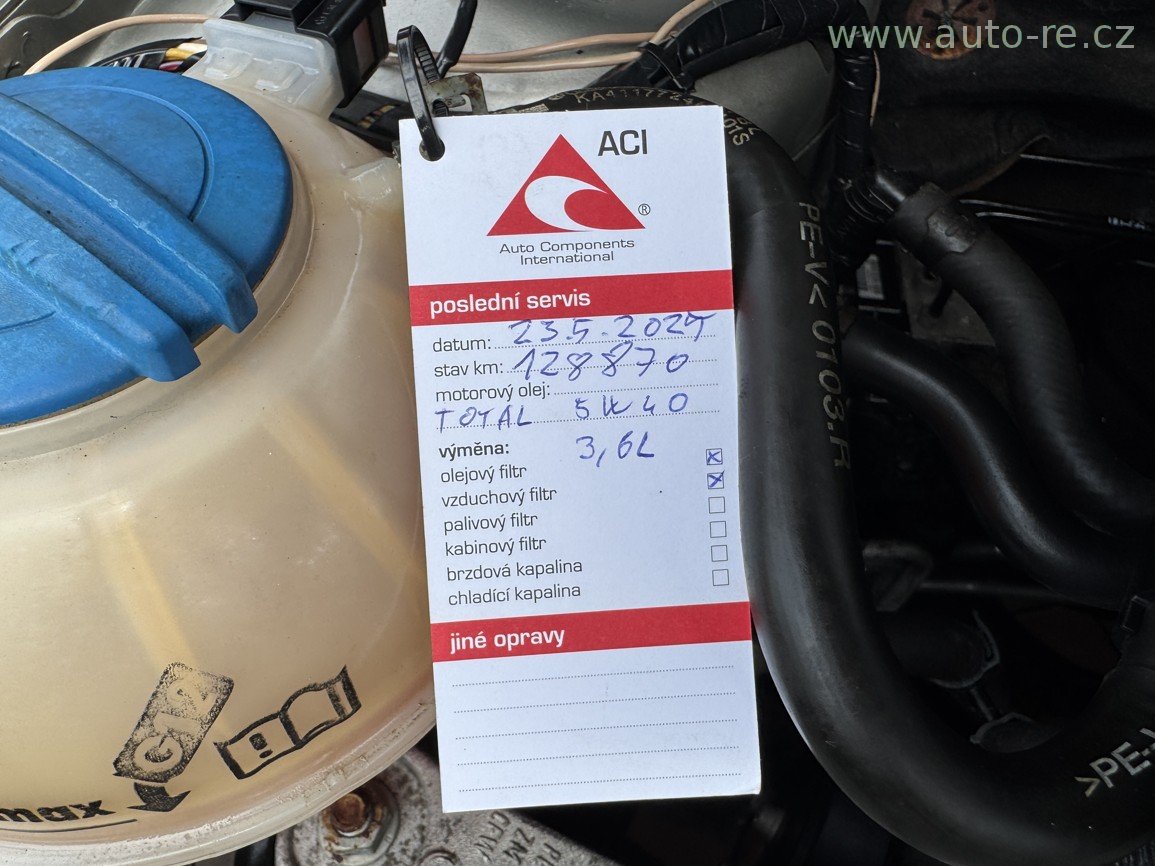 www.auto-re.cz
ACI
®
Auto Components
International
poslední servis
datum: 23.5.2024
stav km: 128870
motorový olej:
TOTAL 5W40
výměna: 3,6L
olejový filtr
vzduchový filtr
palivový filtr
kabinový filtr
brzdová kapalina
chladící kapalina
jiné opravy
G12
max
PE-V< 0103.A
>PE-V